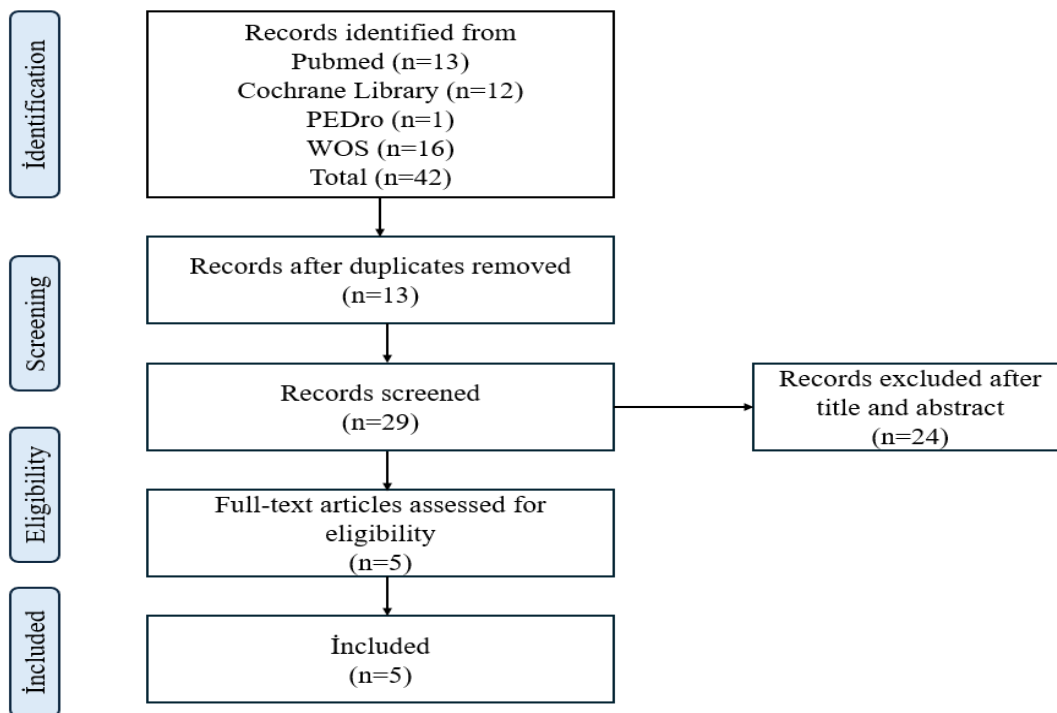 İdentification
Records identified from
Pubmed (n=13)
Cochrane Library (n=12)
PEDro (n=1)
WOS (n=16)
Total (n=42)
Screening
Records after duplicates removed
(n=13)
Records screened
(n=29)
Records excluded after
title and abstract
(n=24)
Eligibility
Full-text articles assessed for
eligibility
(n=5)
İncluded
İncluded
(n=5)